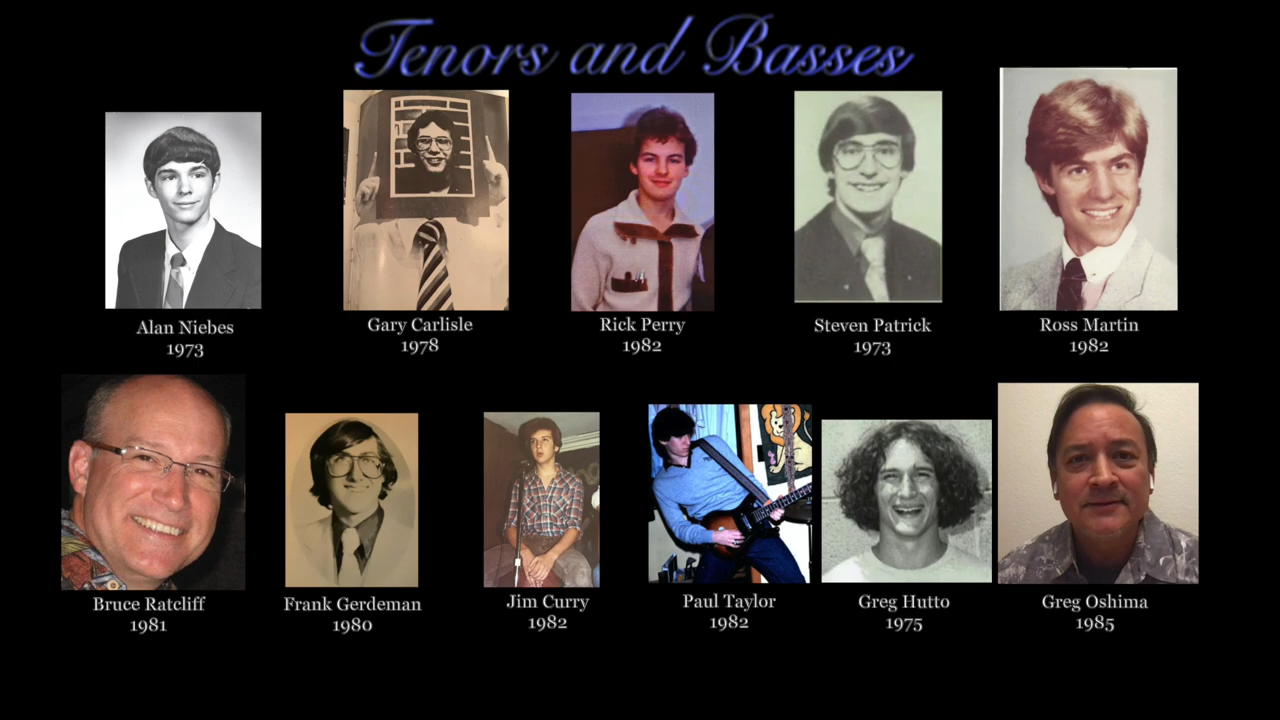 Tenors and Basses
Alan Niebes
1973
Gary Carlisle
1978
Rick Perry
1982
Steven Patrick
1973
Ross Martin
1982
Bruce Ratcliff
1981
Frank Gerdeman
1980
Jim Curry
1982
Paul Taylor
1982
Greg Hutto
1975
Greg Oshima
1985